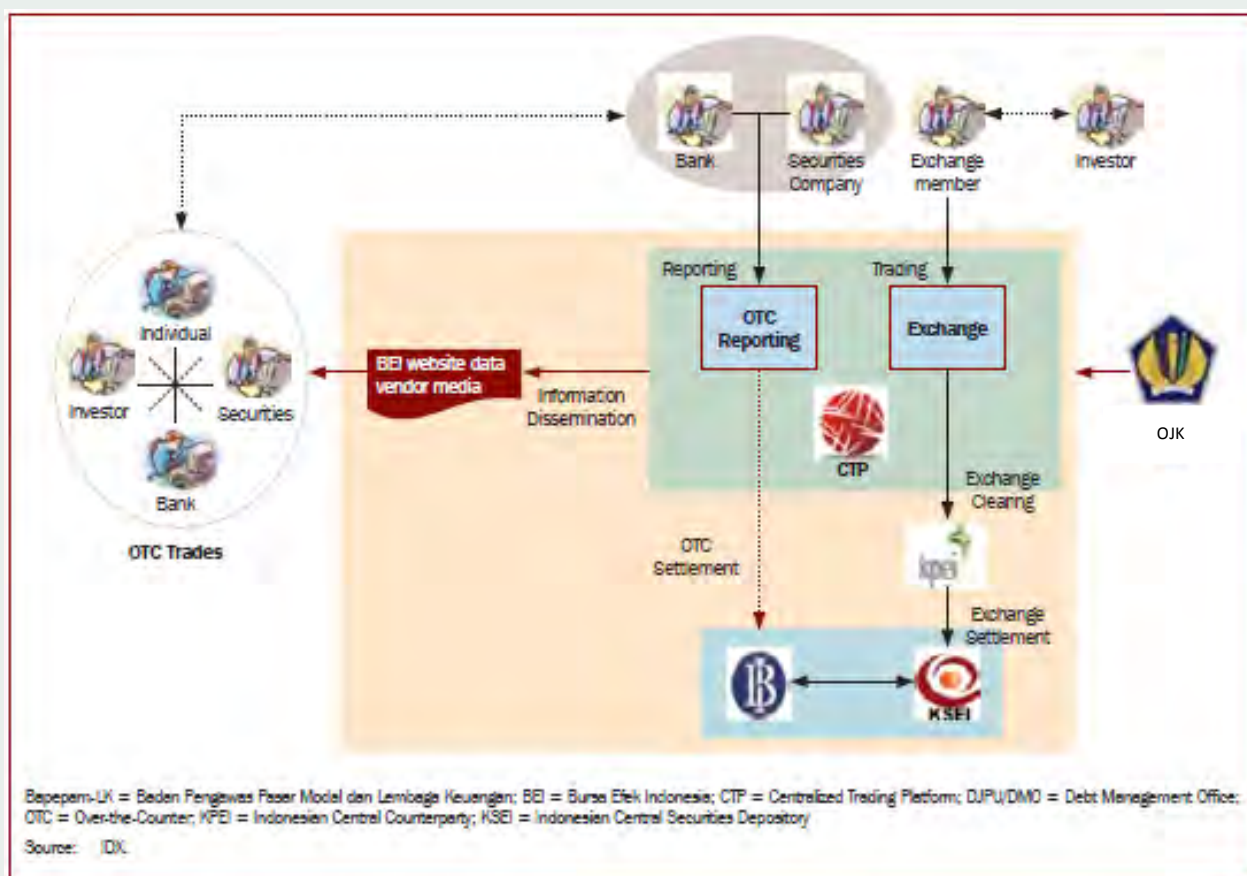 Bank
Securities
Company
Exchange
member
Investor
Reporting
Trading
OTC
Reporting
Exchange
Individual
Investor
Securities
Bank
OTC Trades
BEI website data
vendor media
Information
Dissemination
CTP
OJK
Exchange
Clearing
OTC
Settlement
kpei
Exchange
Settlement
BI
KSEI
Bapepam-LK = Badan Pengawas Pasar Modal dan Lembaga Keuangan; BEI = Bursa Efek Indonesia; CTP = Centralized Trading Platform; DJPU/DMO = Debt Management Office;
OTC = Over-the-Counter; KPEI = Indonesian Central Counterparty; KSEI = Indonesian Central Securities Depository
Source: IDX.